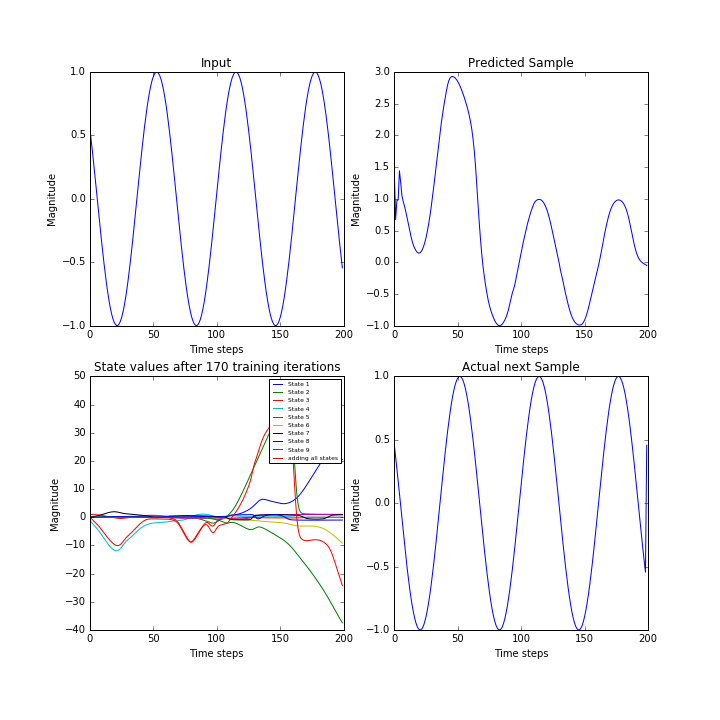 Input
Magnitude
1.0
0.5
0.0
−0.5
−1.0
0
50
100
150
200
Time steps
Predicted Sample
Magnitude
3.0
2.5
2.0
1.5
1.0
0.5
0.0
−0.5
−1.0
0
50
100
150
200
Time steps
State values after 170 training iterations
Magnitude
50
40
30
20
10
0
−10
−20
−30
−40
0
50
100
150
200
Time steps
State 1
State 2
State 3
State 4
State 5
State 6
State 7
State 8
State 9
adding all states
Actual next Sample
Magnitude
1.0
0.5
0.0
−0.5
−1.0
0
50
100
150
200
Time steps